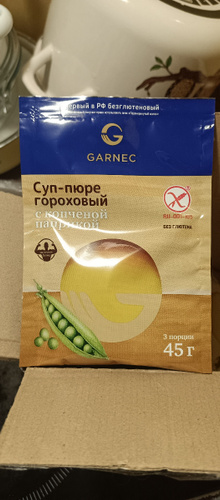 первый в РФ безглютеновый
GARNEC
Суп-пюре
гороховый
с копченой
паприкой
БЕЗ ГЛЮТЕНА
3 порции
45 г